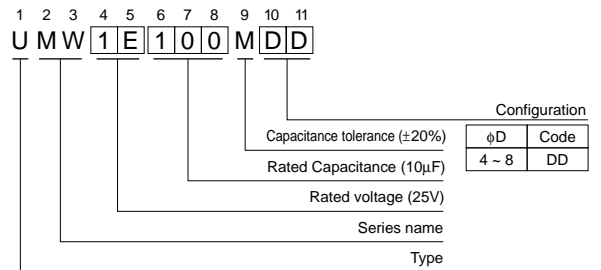 1 2 3 4 5 6 7 8 9 10 11
U M W 1 E 1 0 0 M D D
Configuration
Capacitance tolerance (±20%)
ϕD Code
4 ~ 8 DD
Rated Capacitance (10μF)
Rated voltage (25V)
Series name
Type